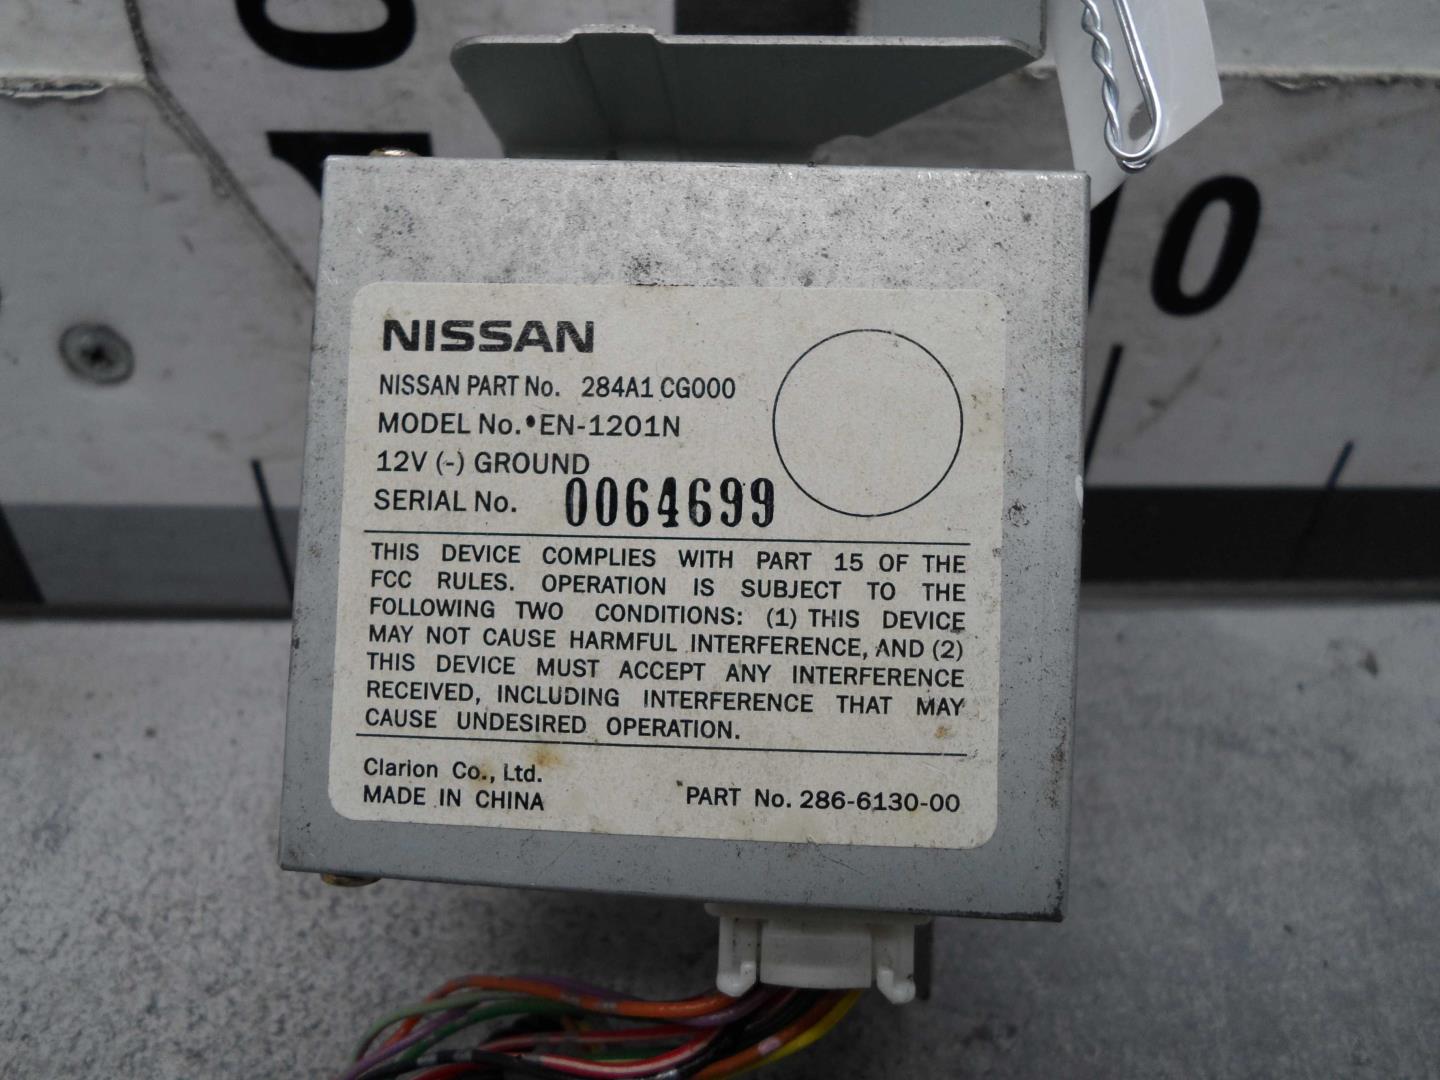 0
10
NISSAN
NISSAN PART No. 284A1 CG000
MODEL No. EN-1201N
12V (-) GROUND
SERIAL No. 0064699
THIS DEVICE COMPLIES WITH PART 15 OF THE
FCC RULES. OPERATION IS SUBJECT TO THE
FOLLOWING TWO CONDITIONS: (1) THIS DEVICE
MAY NOT CAUSE HARMFUL INTERFERENCE, AND (2)
THIS DEVICE MUST ACCEPT ANY INTERFERENCE
RECEIVED, INCLUDING INTERFERENCE THAT MAY
CAUSE UNDESIRED OPERATION.
Clarion Co., Ltd.
MADE IN CHINA
PART No. 286-6130-00